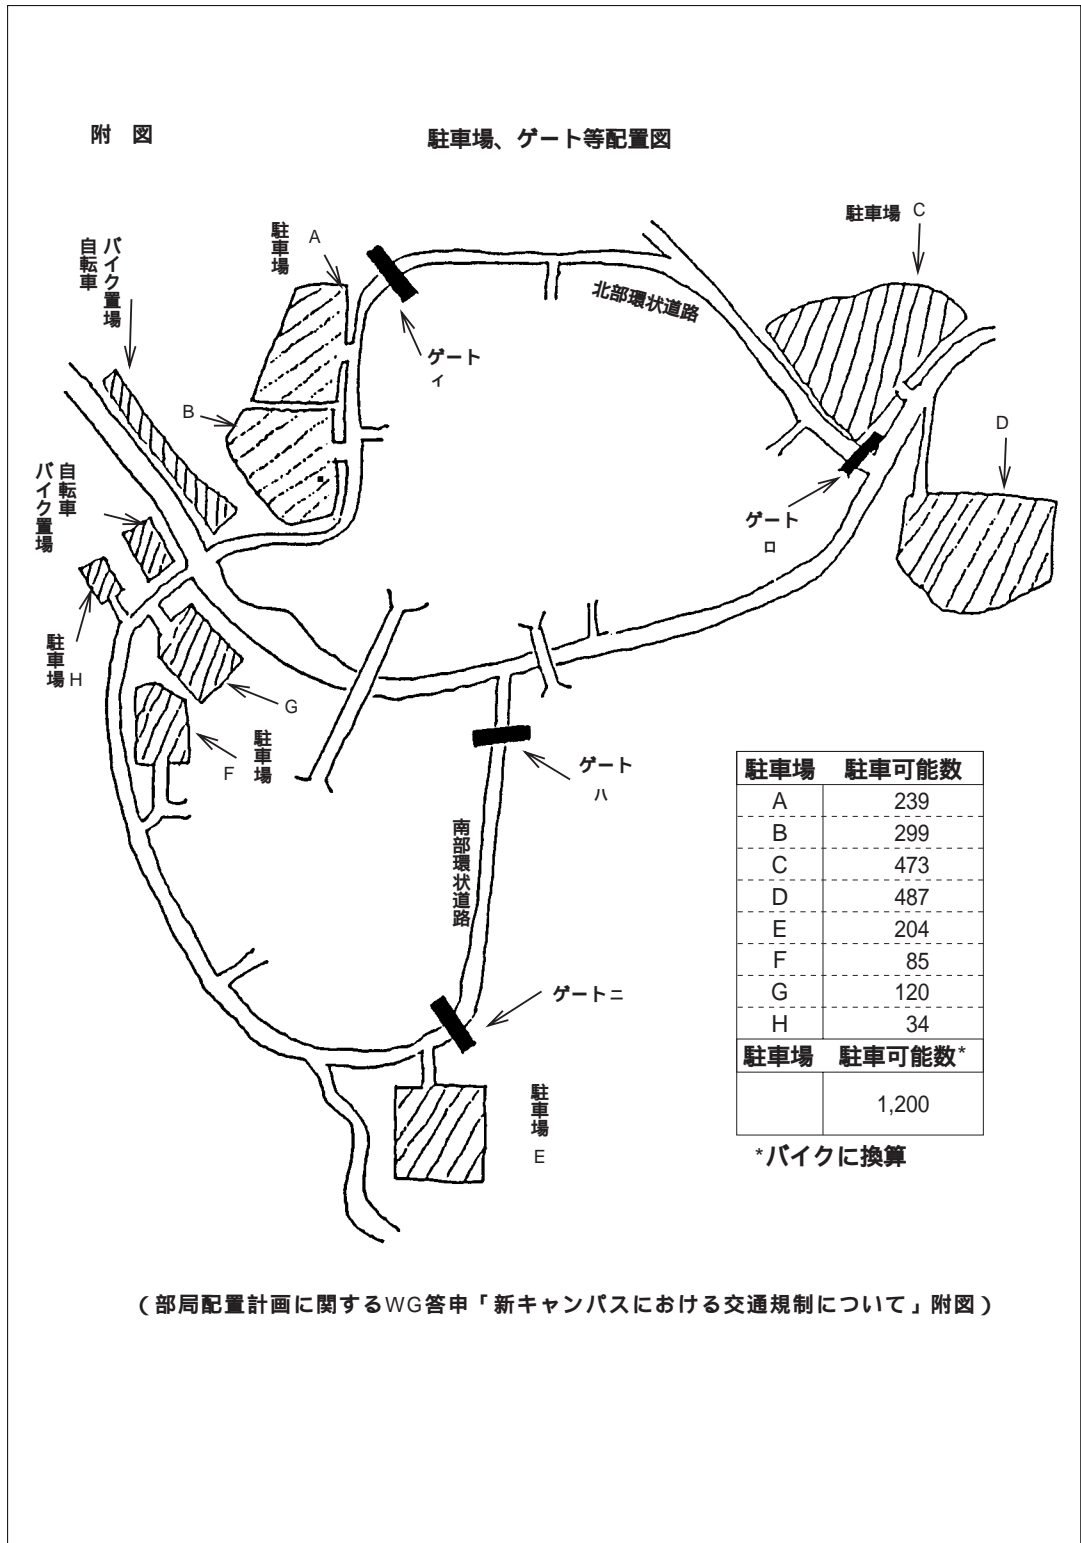 附 図
駐車場、ゲート等配置図
駐車場 C
駐車場
A
バイク置場
自転車
北部環状道路
ゲート
イ
B
D
自転車
バイク置場
ゲート
ロ
駐車場 H
G
駐車場
F
ゲート
ハ
南部環状道路
ゲートニ
駐車場
E
駐車場 駐車可能数
A 239
B 299
C 473
D 487
E 204
F 85
G 120
H 34
駐車場 駐車可能数*
1,200
*バイクに換算
(部局配置計画に関するWG答申「新キャンパスにおける交通規制について」附図)